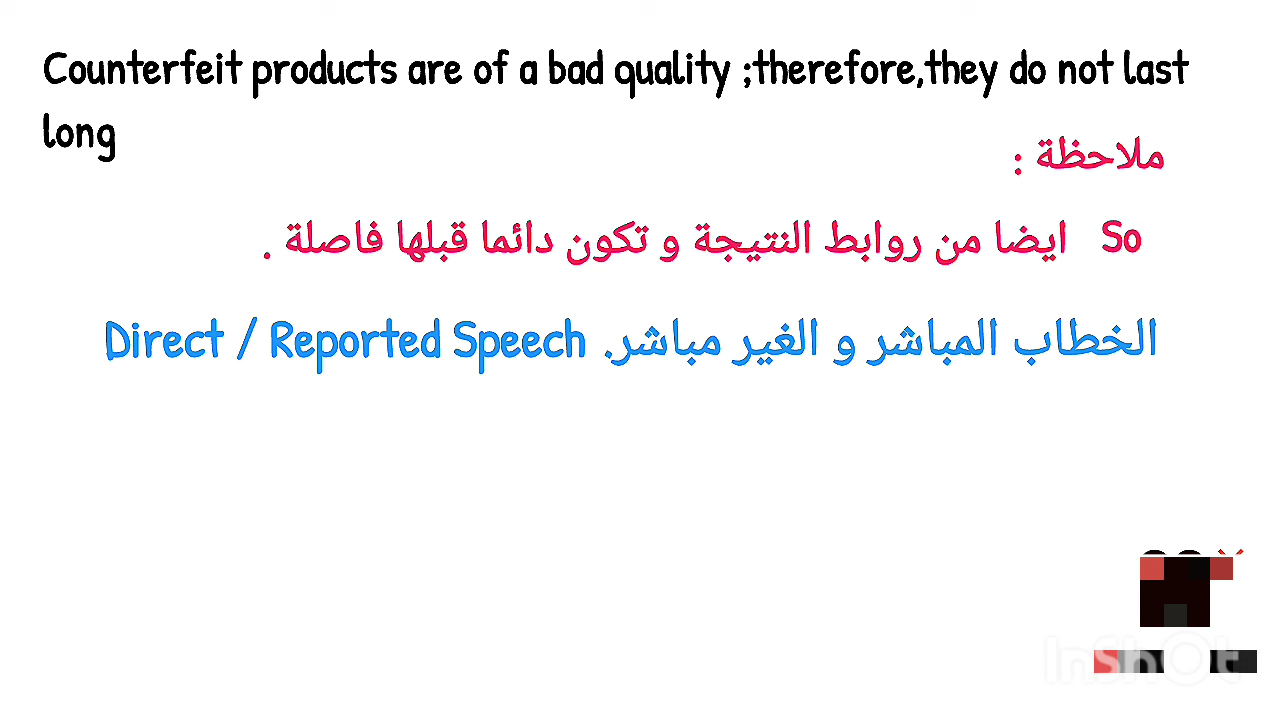 Counterfeit products are of a bad quality ;therefore,they do not last
long
ملاحظة :
So ايضا من روابط النتيجة و تكون دائما قبلها فاصلة .
الخطاب المباشر و الغير مباشر. Direct / Reported Speech
InShOt